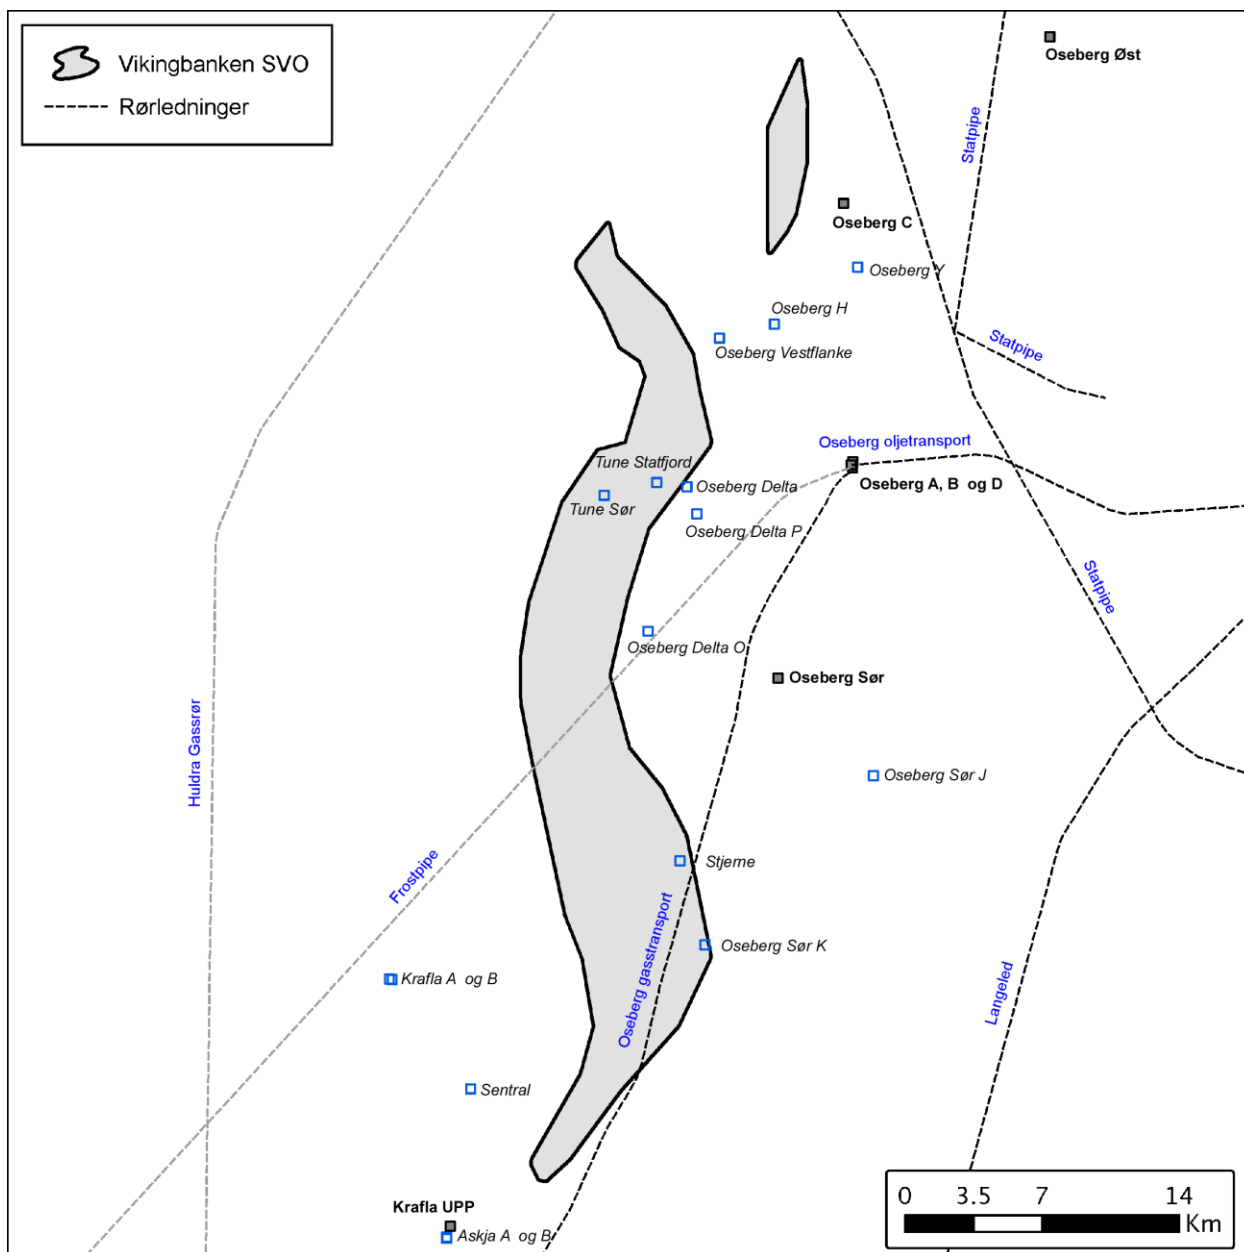 Vikingbanken SVO
Rørledninger
Oseberg Øst
Statpipe
Oseberg C
Oseberg Y
Oseberg H
Oseberg Vestflanke
Statpipe
Oseberg oljetransport
Tune Statfjord
Oseberg Delta
Oseberg A, B og D
Tune Sør
Oseberg Delta P
Statpipe
Oseberg Delta O
Oseberg Sør
Huldra Gassrør
Oseberg Sør J
Frostpipe
Stjerne
Oseberg gasstransport
Oseberg Sør K
Krafla A og B
Langeled
Sentral
Krafla UPP
Askja A og B
0 3.5 7 14
Km